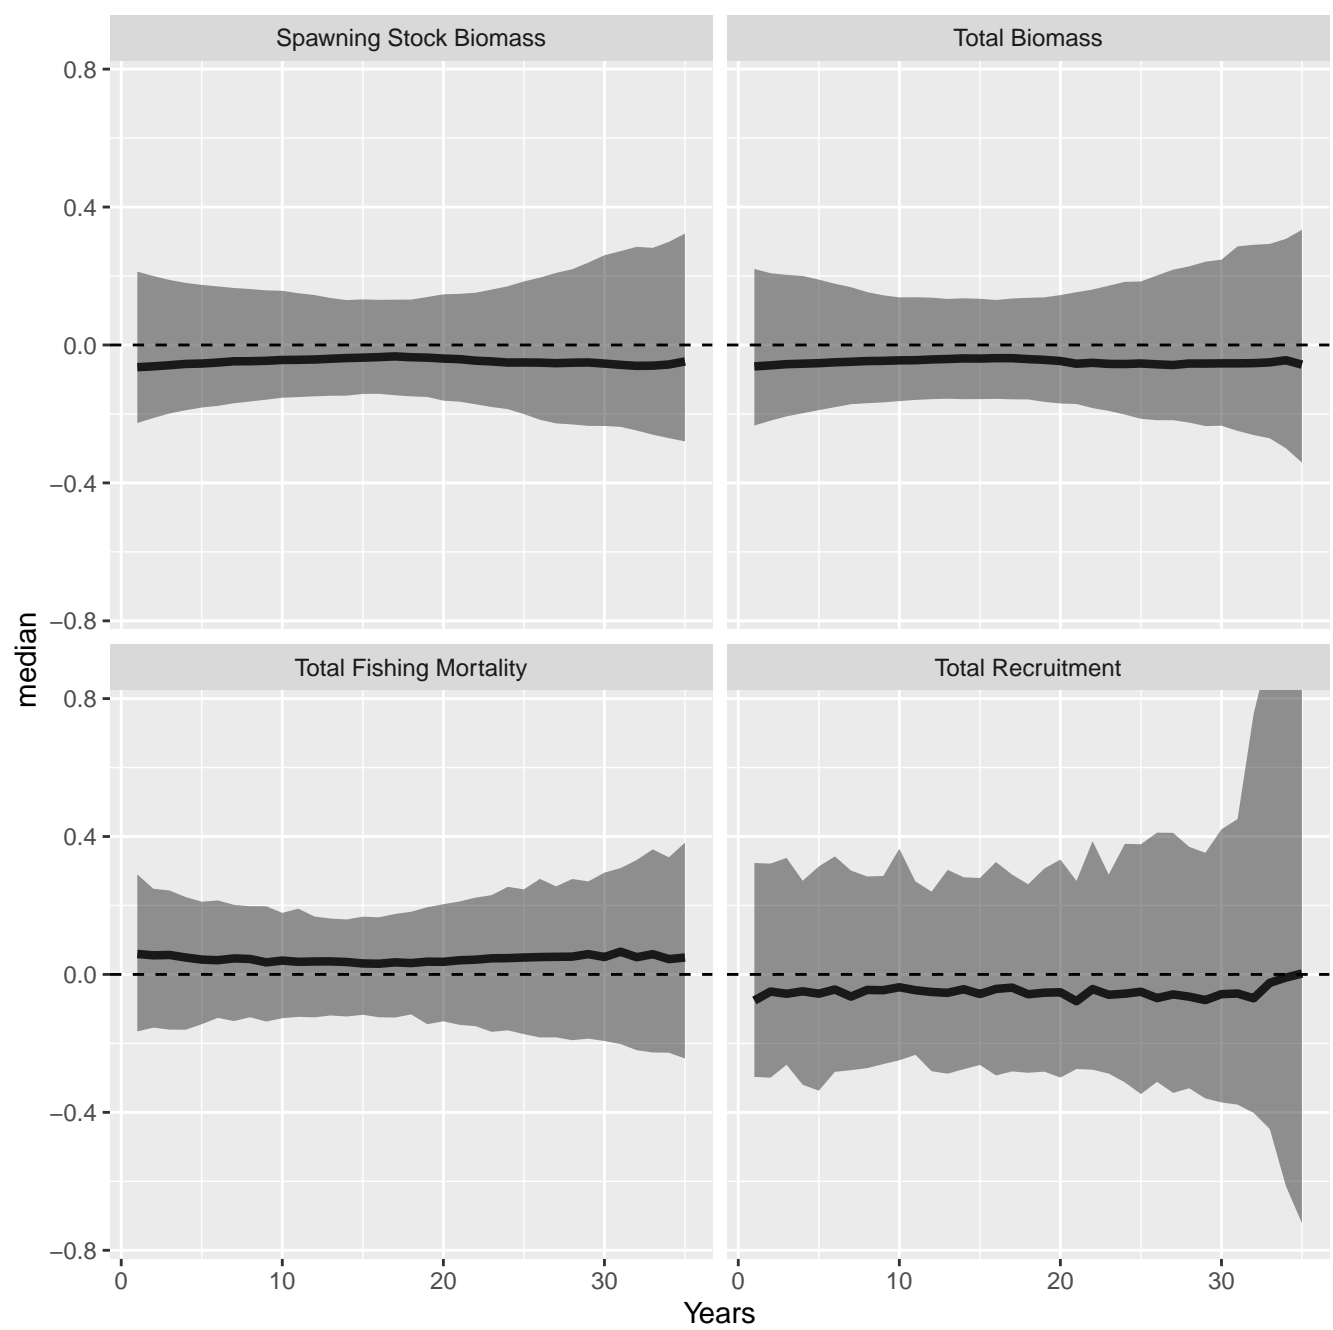 Spawning Stock Biomass
Total Biomass
0.8
0.4
0.0
−0.4
−0.8
median
Total Fishing Mortality
Total Recruitment
0.8
0.4
0.0
−0.4
−0.8
0 10 20 30
0 10 20 30
Years